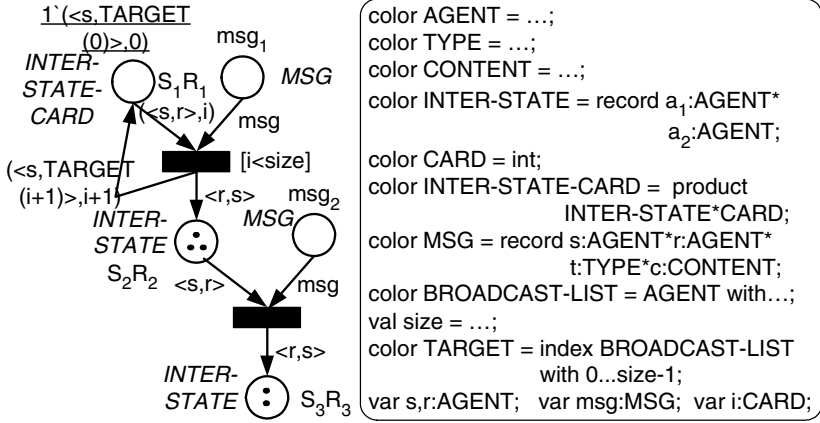 1`(<s,TARGET
(0)>,0)
msg1
INTER-
STATE-
CARD
S1R1
MSG
(<s,r>,i)
msg
[i<size]
(<s,TARGET
(i+1)>,i+1)
<r,s>
msg2
INTER-
STATE
MSG
S2R2
<s,r>
msg
<r,s>
INTER-
STATE
S3R3
color AGENT = …;
color TYPE = …;
color CONTENT = …;
color INTER-STATE = record a1:AGENT*
a2:AGENT;
color CARD = int;
color INTER-STATE-CARD = product
INTER-STATE*CARD;
color MSG = record s:AGENT*r:AGENT*
t:TYPE*c:CONTENT;
color BROADCAST-LIST = AGENT with…;
val size = …;
color TARGET = index BROADCAST-LIST
with 0...size-1;
var s,r:AGENT; var msg:MSG; var i:CARD;